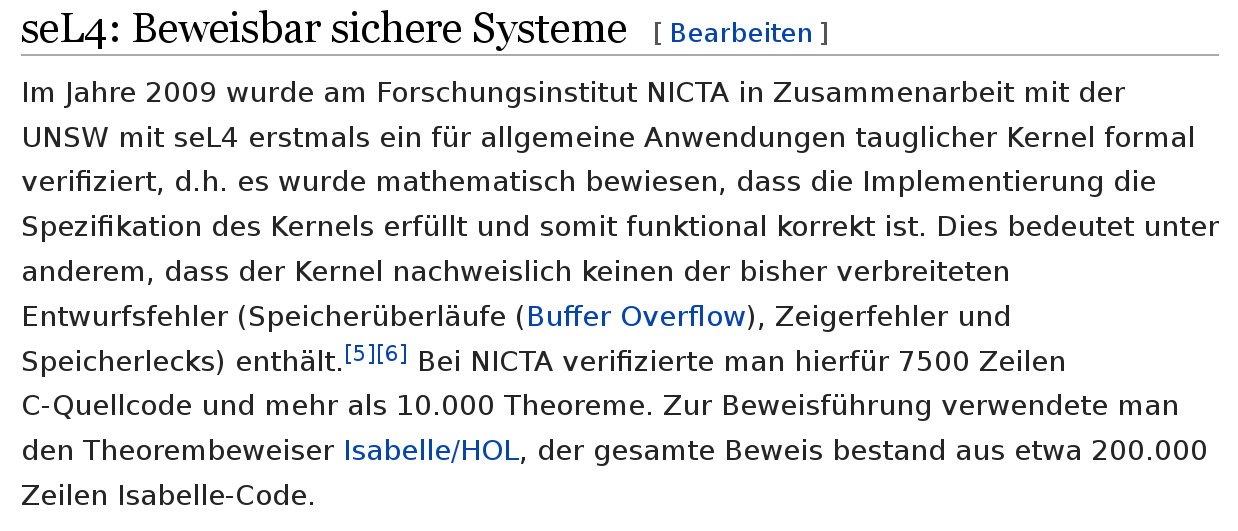 seL4: Beweisbar sichere Systeme [ Bearbeiten ]
Im Jahre 2009 wurde am Forschungsinstitut NICTA in Zusammenarbeit mit der
UNSW mit seL4 erstmals ein für allgemeine Anwendungen tauglicher Kernel formal
verifiziert, d.h. es wurde mathematisch bewiesen, dass die Implementierung die
Spezifikation des Kernels erfüllt und somit funktional korrekt ist. Dies bedeutet unter
anderem, dass der Kernel nachweislich keinen der bisher verbreiteten
Entwurfsfehler (Speicherüberläufe (Buffer Overflow), Zeigerfehler und
Speicherlecks) enthält.[5][6] Bei NICTA verifizierte man hierfür 7500 Zeilen
C-Quellcode und mehr als 10.000 Theoreme. Zur Beweisführung verwendete man
den Theorembeweiser Isabelle/HOL, der gesamte Beweis bestand aus etwa 200.000
Zeilen Isabelle-Code.